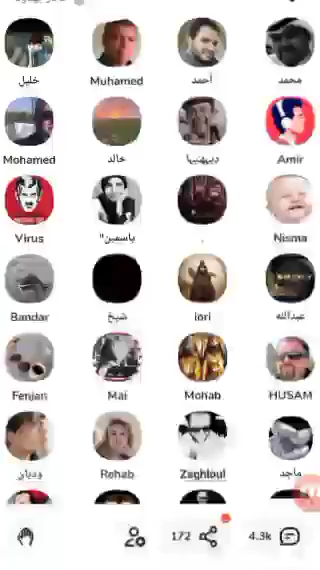 خليل Muhamed أحمد محمد
Mohamed خالد Amir
Virus ياسمين" Nisma
Bandar شيخ lori عبدالله
Fenjan Mai Mohab HUSAM
وديان Rehab Zaghloul ماجد
172 4.3k